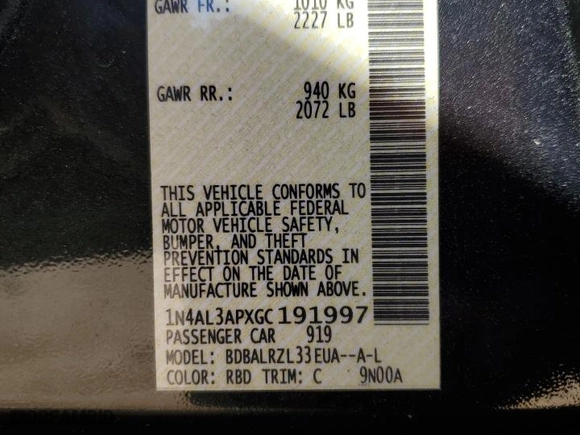 GAWR FR.: 1010 KG
2227 LB
GAWR RR.: 940 KG
2072 LB
THIS VEHICLE CONFORMS TO
ALL APPLICABLE FEDERAL
MOTOR VEHICLE SAFETY,
BUMPER, AND THEFT
PREVENTION STANDARDS IN
EFFECT ON THE DATE OF
MANUFACTURE SHOWN ABOVE.
1N4AL3APXGC191997
PASSENGER CAR 919
MODEL: BDBALRZL33EUA--A-L
COLOR: RBD TRIM: C 9N00A